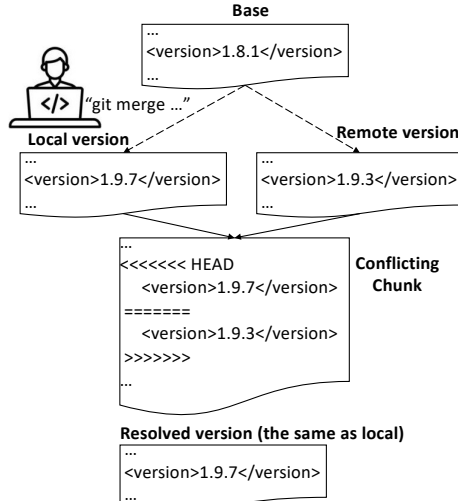 Base
...
<version>1.8.1</version>
...
</>
“git merge ...”
Local version
Remote version
...
<version>1.9.7</version>
...
...
<version>1.9.3</version>
...
...
<<<<<<< HEAD
<version>1.9.7</version>
=======
<version>1.9.3</version>
>>>>>>>
...
Conflicting
Chunk
Resolved version (the same as local)
...
<version>1.9.7</version>
...